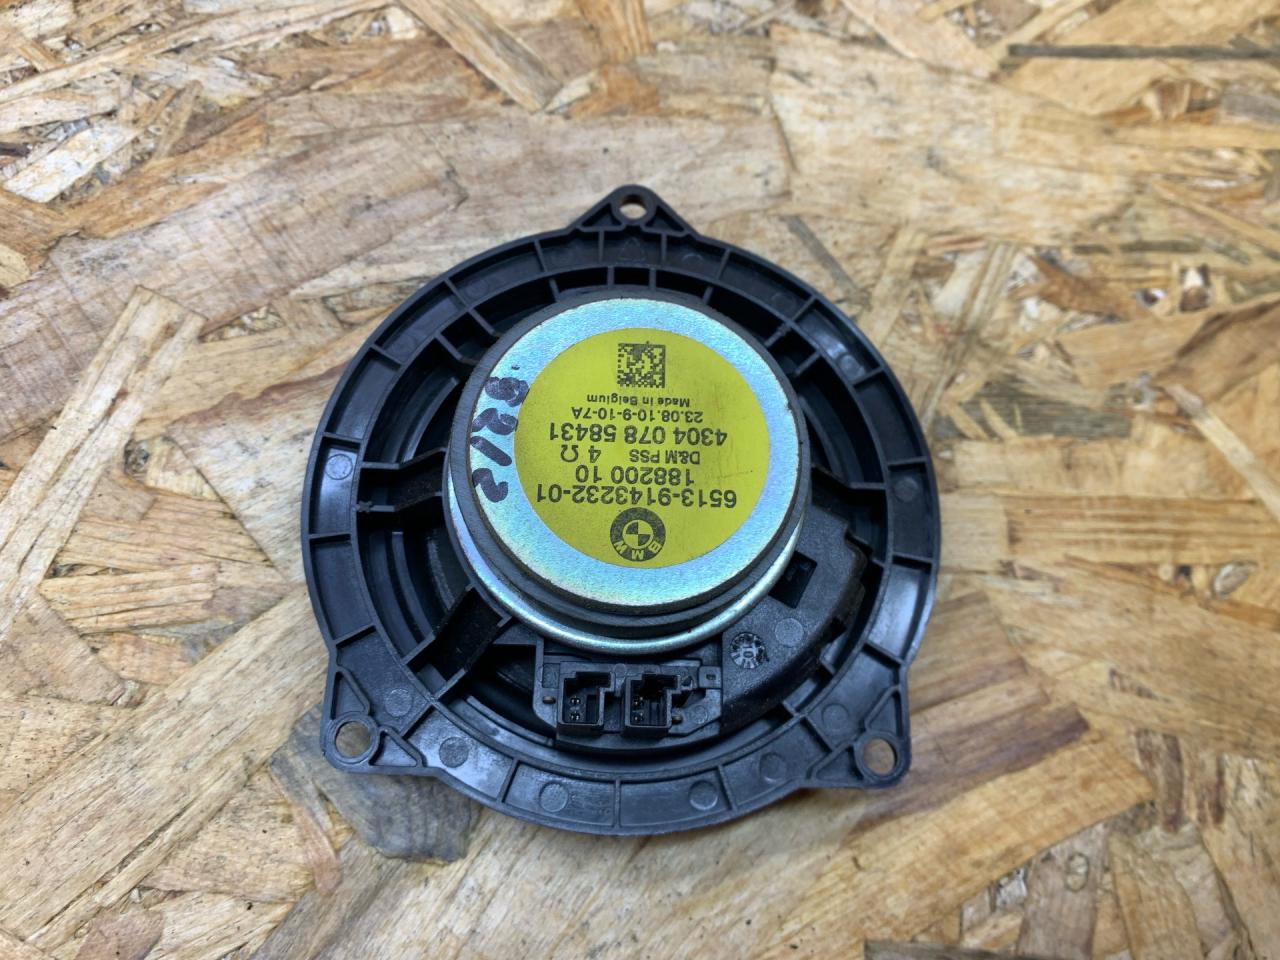 BMW
6513-9143232-01
188200 10
D&M PSS 4 Ω
4304 078 58431
23.08.10-9-10-7A
Made in Belgium